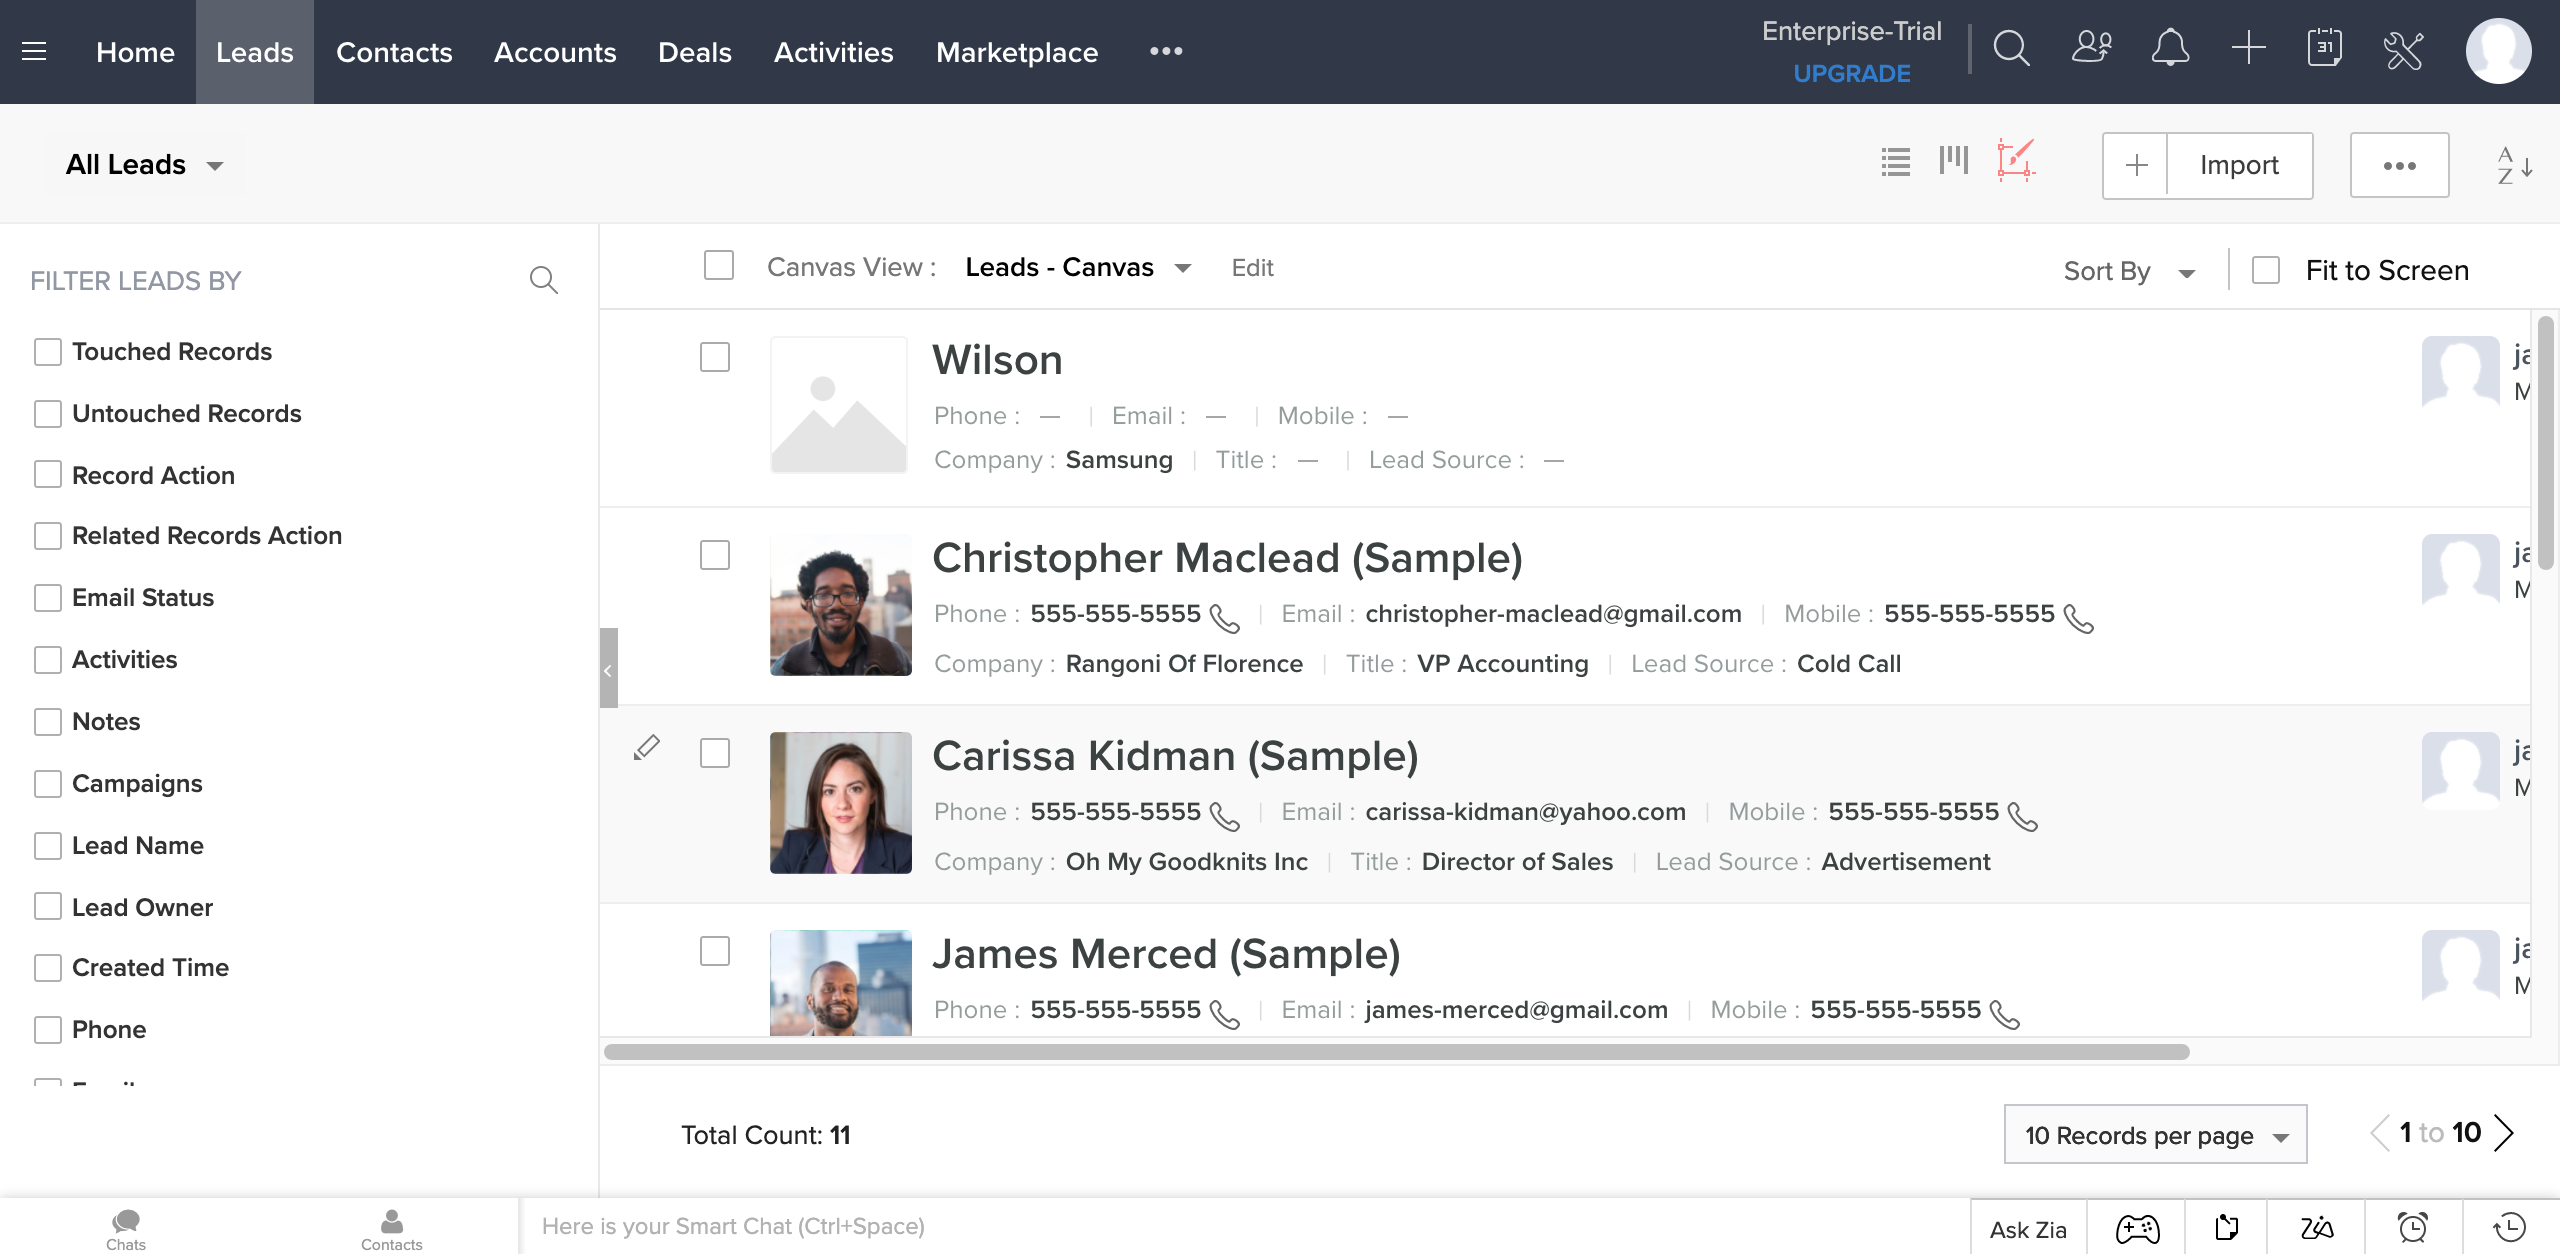 Home Leads Contacts Accounts Deals Activities Marketplace ••• Enterprise-Trial
UPGRADE
31
All Leads
Import
A
Z
FILTER LEADS BY
Touched Records
Untouched Records
Record Action
Related Records Action
Email Status
Activities
Notes
Campaigns
Lead Name
Lead Owner
Created Time
Phone
Canvas View : Leads - Canvas Edit
Sort By Fit to Screen
Wilson
Phone : — | Email : — | Mobile : —
Company : Samsung | Title : — | Lead Source : —
Christopher Maclead (Sample)
Phone : 555-555-5555 | Email : christopher-maclead@gmail.com | Mobile : 555-555-5555
Company : Rangoni Of Florence | Title : VP Accounting | Lead Source : Cold Call
Carissa Kidman (Sample)
Phone : 555-555-5555 | Email : carissa-kidman@yahoo.com | Mobile : 555-555-5555
Company : Oh My Goodknits Inc | Title : Director of Sales | Lead Source : Advertisement
James Merced (Sample)
Phone : 555-555-5555 | Email : james-merced@gmail.com | Mobile : 555-555-5555
Total Count: 11
10 Records per page
1 to 10
Chats
Contacts
Here is your Smart Chat (Ctrl+Space)
Ask Zia